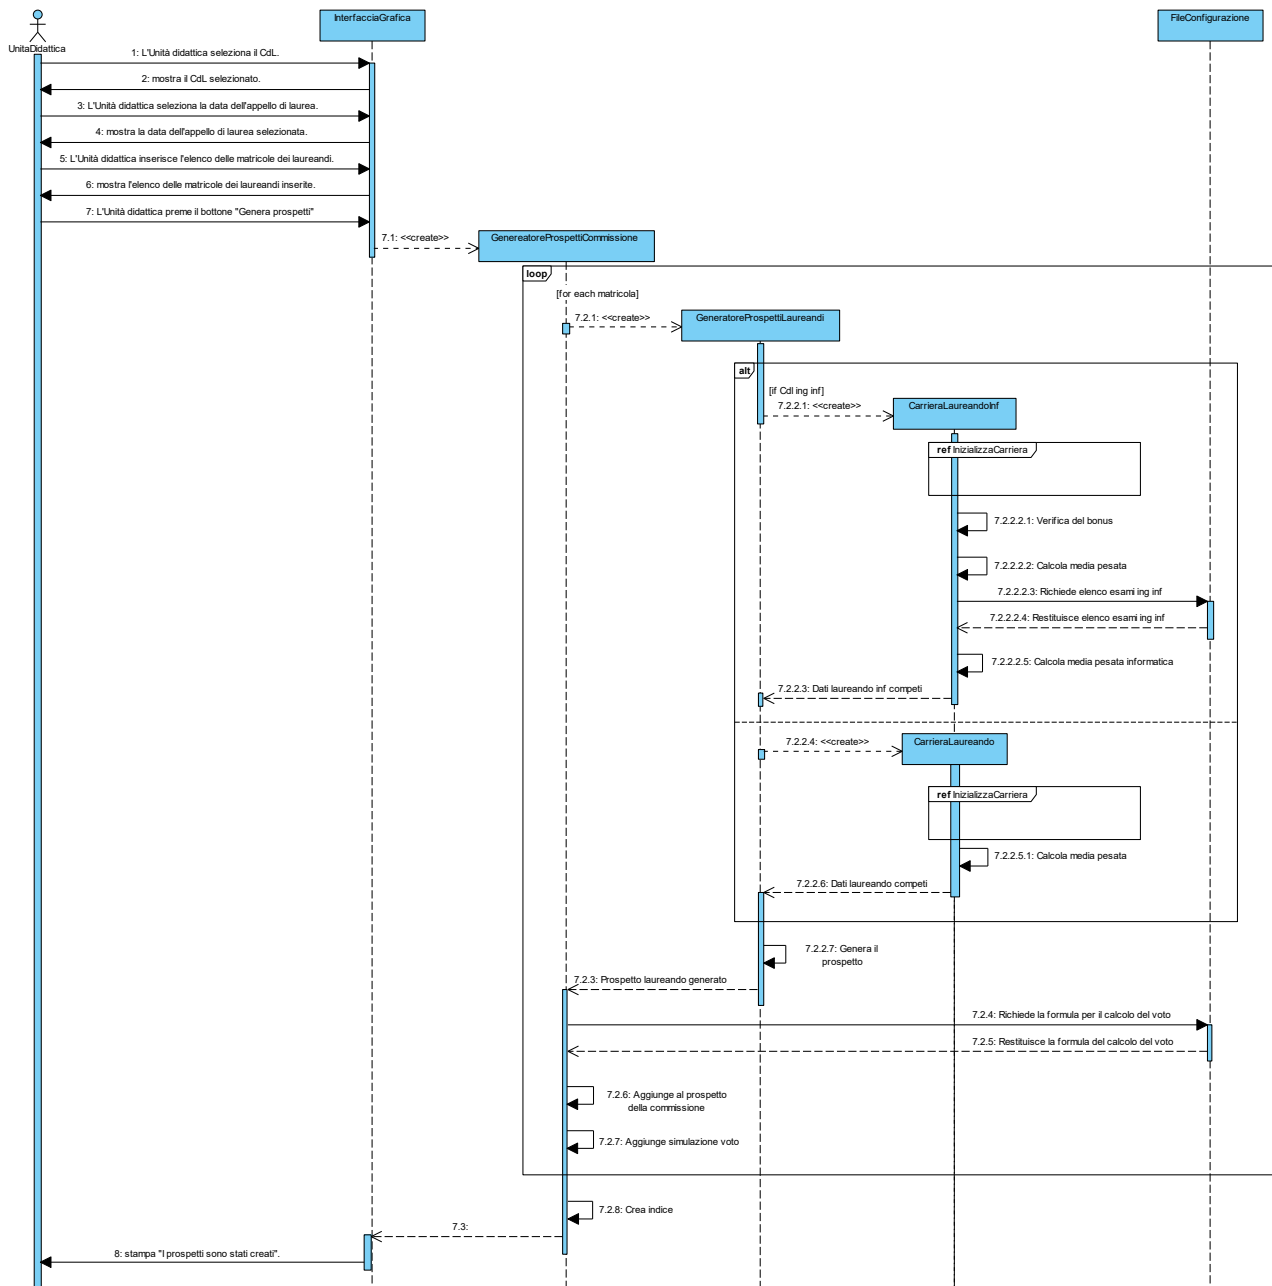 InterfacciaGrafica
FileConfigurazione
UnitaDidattica
1: L'Unità didattica seleziona il CdL.
2: mostra il CdL selezionato.
3: L'Unità didattica seleziona la data dell'appello di laurea.
4: mostra la data dell'appello di laurea selezionata.
5: L'Unità didattica inserisce l'elenco delle matricole dei laureandi.
6: mostra l'elenco delle matricole dei laureandi inserite.
7: L'Unità didattica preme il bottone "Genera prospetti"
7.1: <<create>>
GenereatoreProspettiCommissione
loop
[for each matricola]
7.2.1: <<create>>
GeneratoreProspettiLaureandi
alt
[if Cdl ing inf]
7.2.2.1: <<create>>
CarrieraLaureandoInf
ref InizializzaCarriera
7.2.2.2.1: Verifica del bonus
7.2.2.2.2: Calcola media pesata
7.2.2.2.3: Richiede elenco esami ing inf
7.2.2.2.4: Restituisce elenco esami ing inf
7.2.2.2.5: Calcola media pesata informatica
7.2.2.3: Dati laureando inf competi
7.2.2.4: <<create>>
CarrieraLaureando
ref InizializzaCarriera
7.2.2.5.1: Calcola media pesata
7.2.2.6: Dati laureando competi
7.2.2.7: Genera il
prospetto
7.2.3: Prospetto laureando generato
7.2.4: Richiede la formula per il calcolo del voto
7.2.5: Restituisce la formula del calcolo del voto
7.2.6: Aggiunge al prospetto
della commissione
7.2.7: Aggiunge simulazione voto
7.2.8: Crea indice
7.3:
8: stampa "I prospetti sono stati creati".